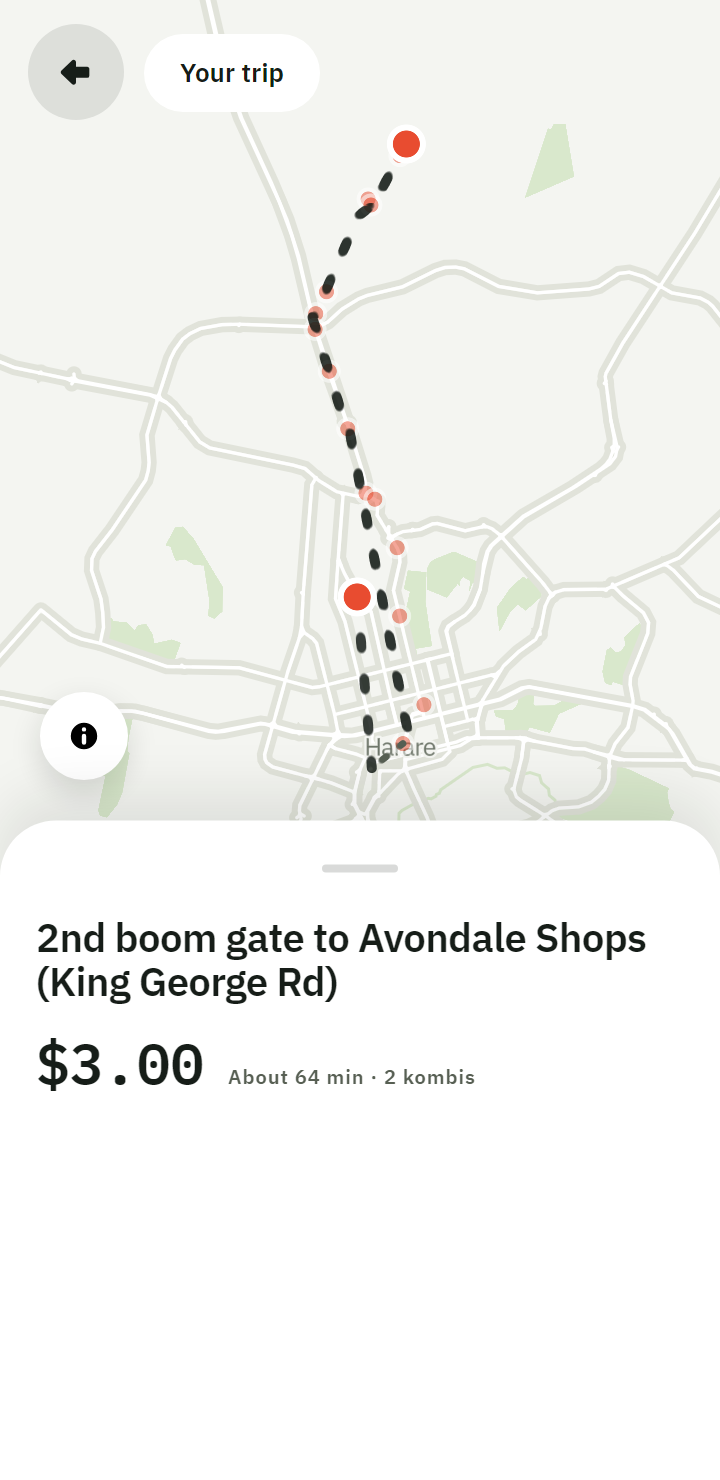 Your trip
Harare
2nd boom gate to Avondale Shops
(King George Rd)
$3.00
About 64 min · 2 kombis